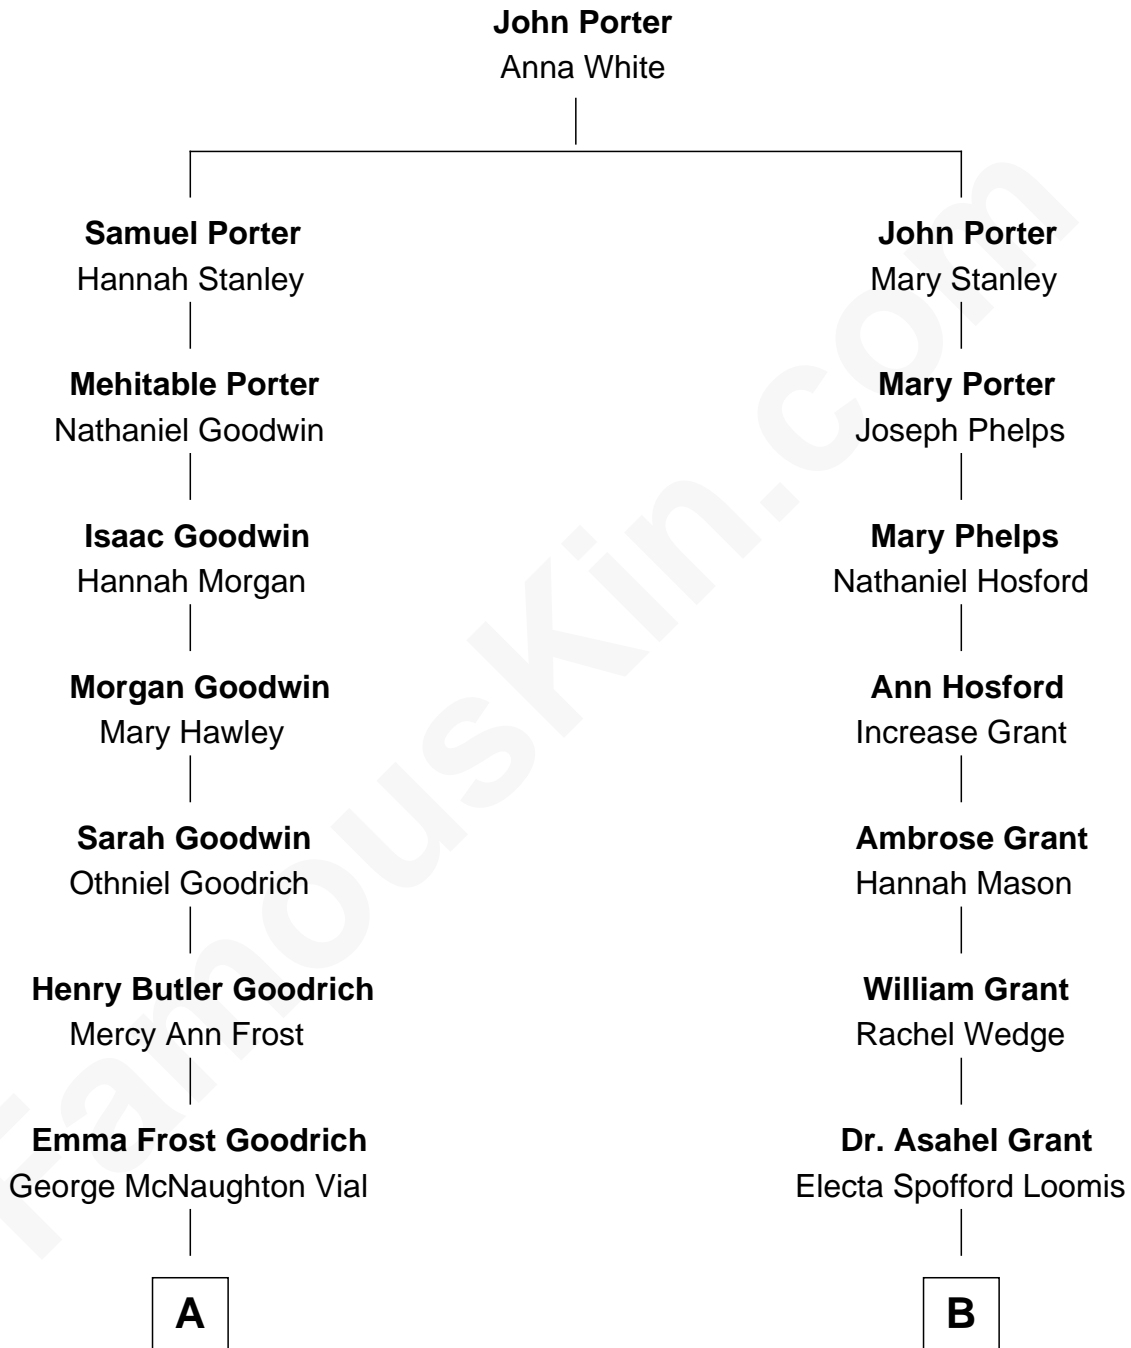 John Porter
Anna White
Samuel Porter
Hannah Stanley
John Porter
Mary Stanley
Mehitable Porter
Nathaniel Goodwin
Mary Porter
Joseph Phelps
Isaac Goodwin
Hannah Morgan
Mary Phelps
Nathaniel Hosford
Morgan Goodwin
Mary Hawley
Ann Hosford
Increase Grant
Sarah Goodwin
Othniel Goodrich
Ambrose Grant
Hannah Mason
Henry Butler Goodrich
Mercy Ann Frost
William Grant
Rachel Wedge
Emma Frost Goodrich
George McNaughton Vial
Dr. Asahel Grant
Electa Spofford Loomis
A
B
FamousKin.com